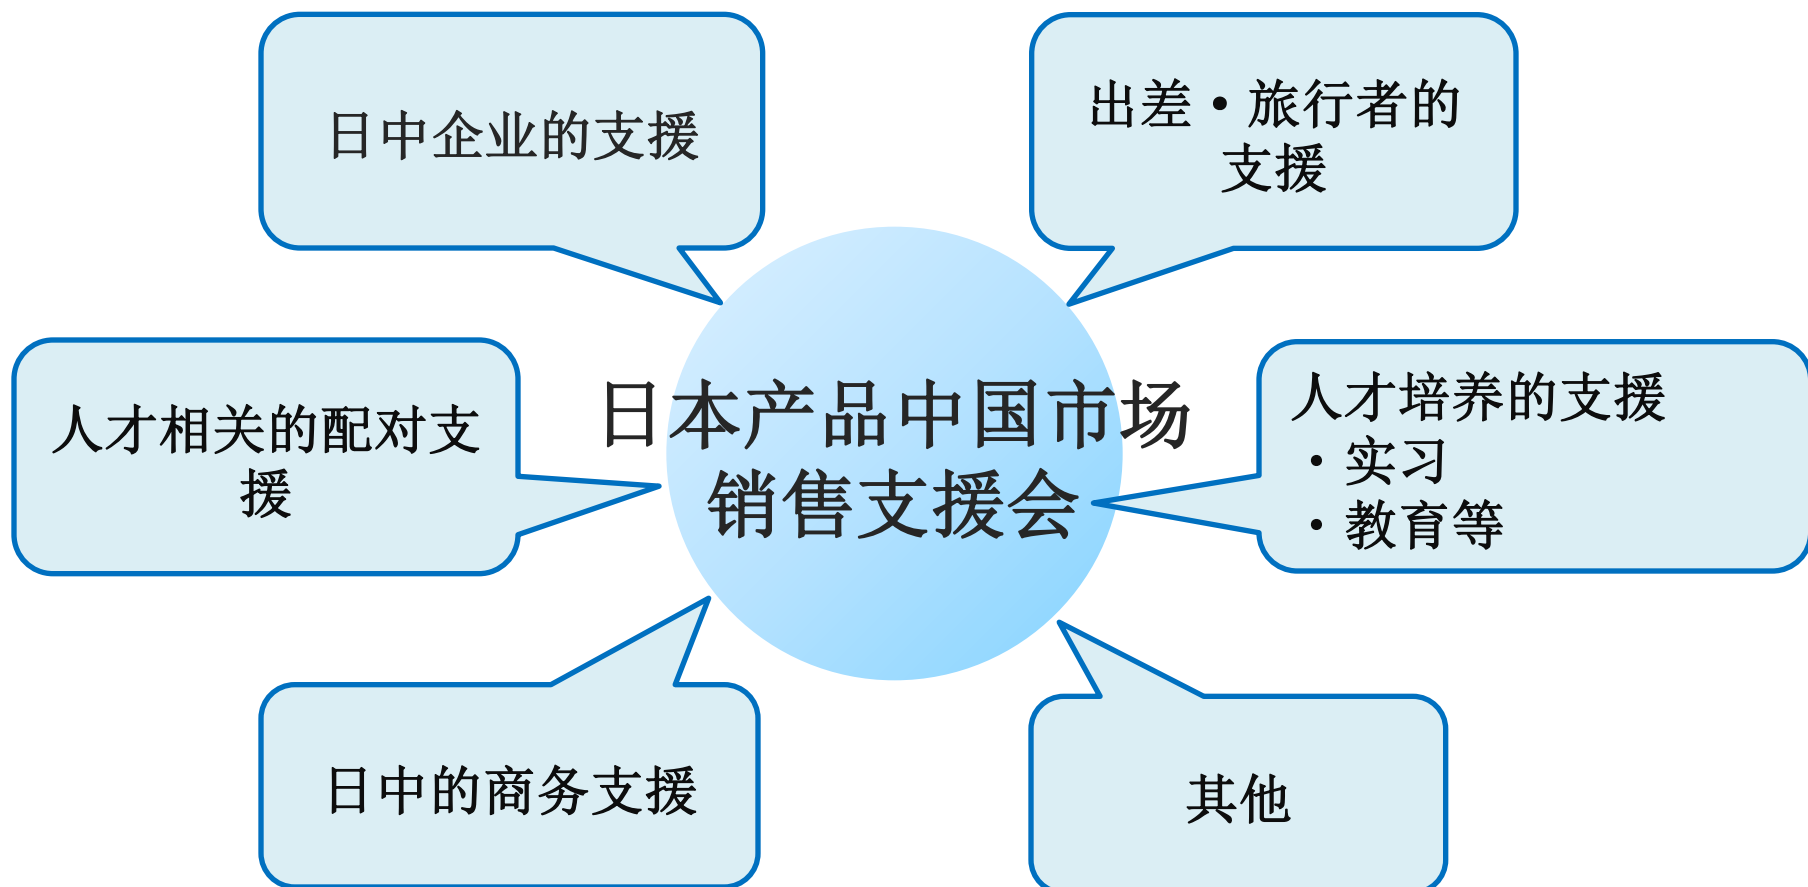 日中企业的支援
出差・旅行者的
支援
日本产品中国市场
销售支援会
人才相关的配对支
援
人才培养的支援
・实习
・教育等
日中的商务支援
其他